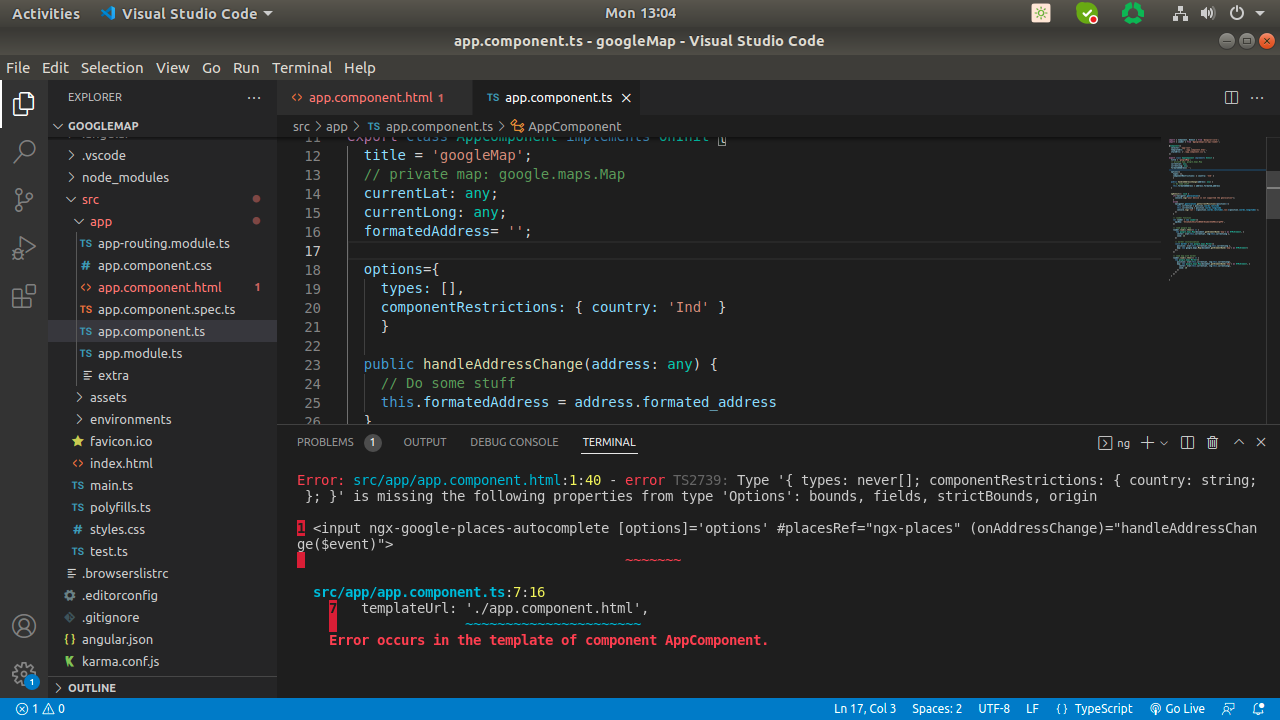 Activities
Visual Studio Code
Mon 13:04
app.component.ts - googleMap - Visual Studio Code
File Edit Selection View Go Run Terminal Help
EXPLORER
GOOGLEMAP
.vscode
node_modules
src
app
TS app-routing.module.ts
# app.component.css
<> app.component.html 1
TS app.component.spec.ts
TS app.component.ts
TS app.module.ts
extra
assets
environments
favicon.ico
<> index.html
TS main.ts
TS polyfills.ts
# styles.css
TS test.ts
.browserslistrc
.editorconfig
.gitignore
{} angular.json
karma.conf.js
OUTLINE
<> app.component.html 1
TS app.component.ts
src > app > TS app.component.ts > AppComponent
11 export class AppComponent implements OnInit {
12 title = 'googleMap';
13 // private map: google.maps.Map
14 currentLat: any;
15 currentLong: any;
16 formatedAddress= '';
17
18 options={
19 types: [],
20 componentRestrictions: { country: 'Ind' }
21 }
22
23 public handleAddressChange(address: any) {
24 // Do some stuff
25 this.formatedAddress = address.formated_address
26 }
PROBLEMS 1 OUTPUT DEBUG CONSOLE TERMINAL
ng
Error: src/app/app.component.html:1:40 - error TS2739: Type '{ types: never[]; componentRestrictions: { country: string;
}; }' is missing the following properties from type 'Options': bounds, fields, strictBounds, origin
1 <input ngx-google-places-autocomplete [options]='options' #placesRef="ngx-places" (onAddressChange)="handleAddressChan
ge($event)">
~~~~~~~
src/app/app.component.ts:7:16
7 templateUrl: './app.component.html',
~~~~~~~~~~~~~~~~~~~~~~
Error occurs in the template of component AppComponent.
1
1 0
Ln 17, Col 3
Spaces: 2
UTF-8
LF
{} TypeScript
Go Live